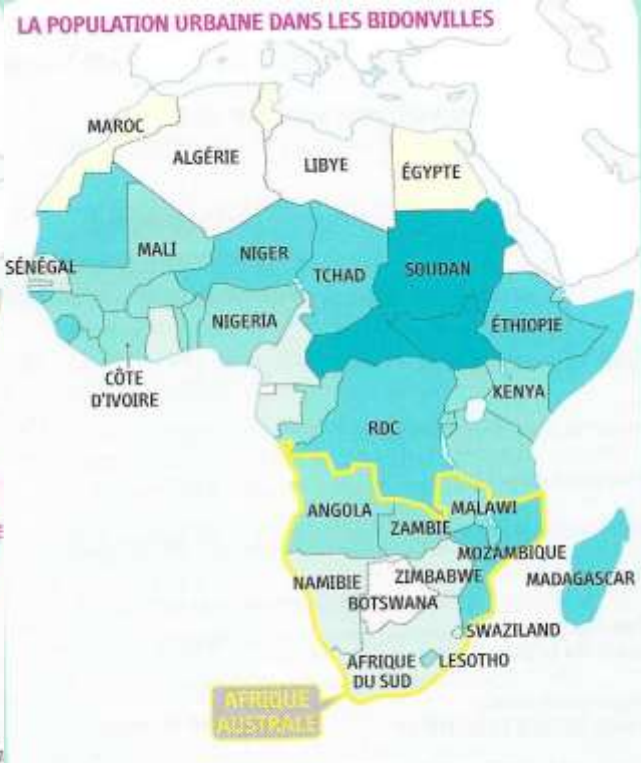 LA POPULATION URBAINE DANS LES BIDONVILLES
MAROC
ALGÉRIE
LIBYE
ÉGYPTE
MALI
NIGER
TCHAD
SOUDAN
SÉNÉGAL
NIGERIA
ÉTHIOPIE
CÔTE
D'IVOIRE
KENYA
RDC
ANGOLA
MALAWI
ZAMBIE
MOZAMBIQUE
NAMIBIE
ZIMBABWE
MADAGASCAR
BOTSWANA
SWAZILAND
AFRIQUE
DU SUD
LESOTHO
AFRIQUE
AUSTRALE